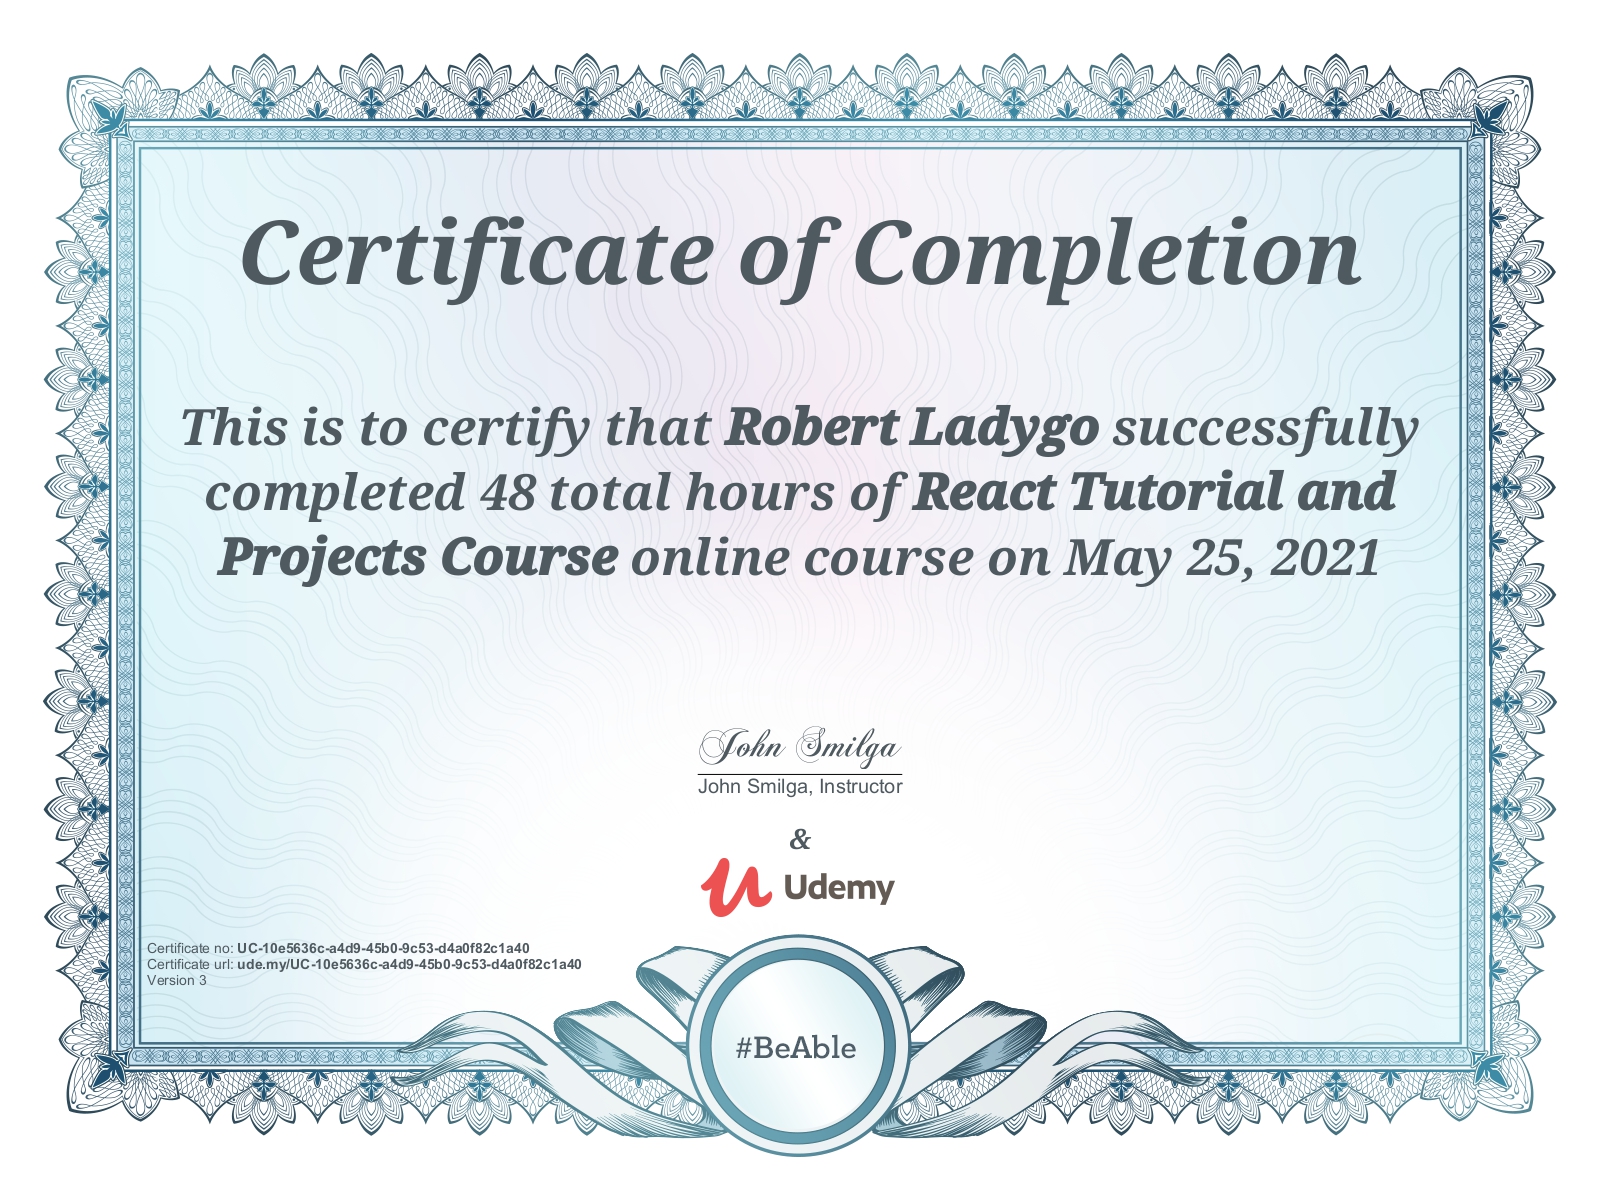 Certificate of Completion
This is to certify that Robert Ladygo successfully
completed 48 total hours of React Tutorial and
Projects Course online course on May 25, 2021
John Smilga
John Smilga, Instructor
&
Udemy
Certificate no: UC-10e5636c-a4d9-45b0-9c53-d4a0f82c1a40
Certificate url: ude.my/UC-10e5636c-a4d9-45b0-9c53-d4a0f82c1a40
Version 3
#BeAble